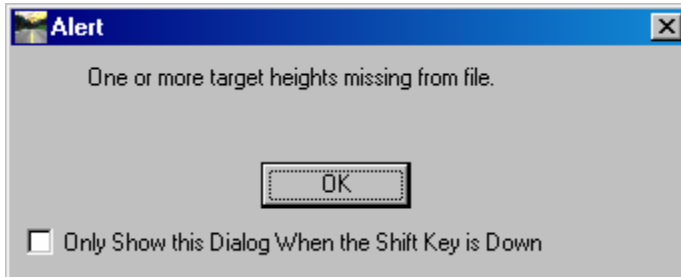 Alert
One or more target heights missing from file.
OK
Only Show this Dialog When the Shift Key is Down